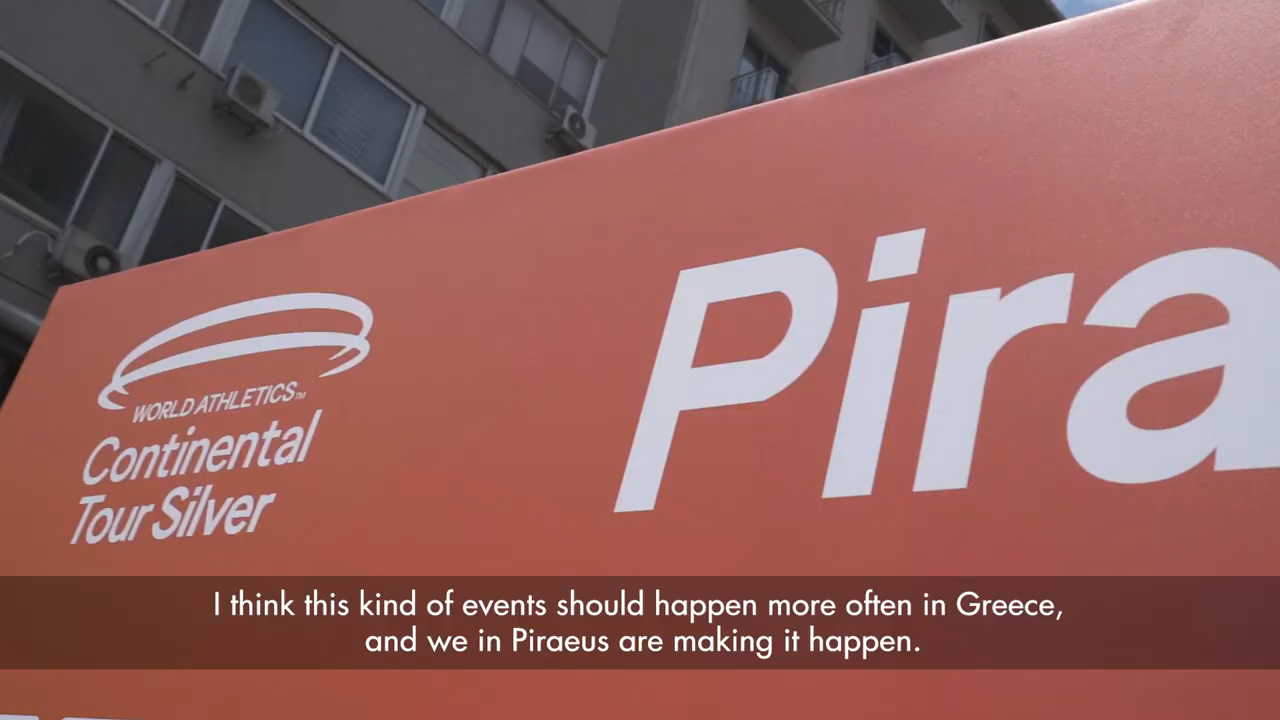 WORLD ATHLETICS™
Continental
Tour Silver
Pira
I think this kind of events should happen more often in Greece,
and we in Piraeus are making it happen.